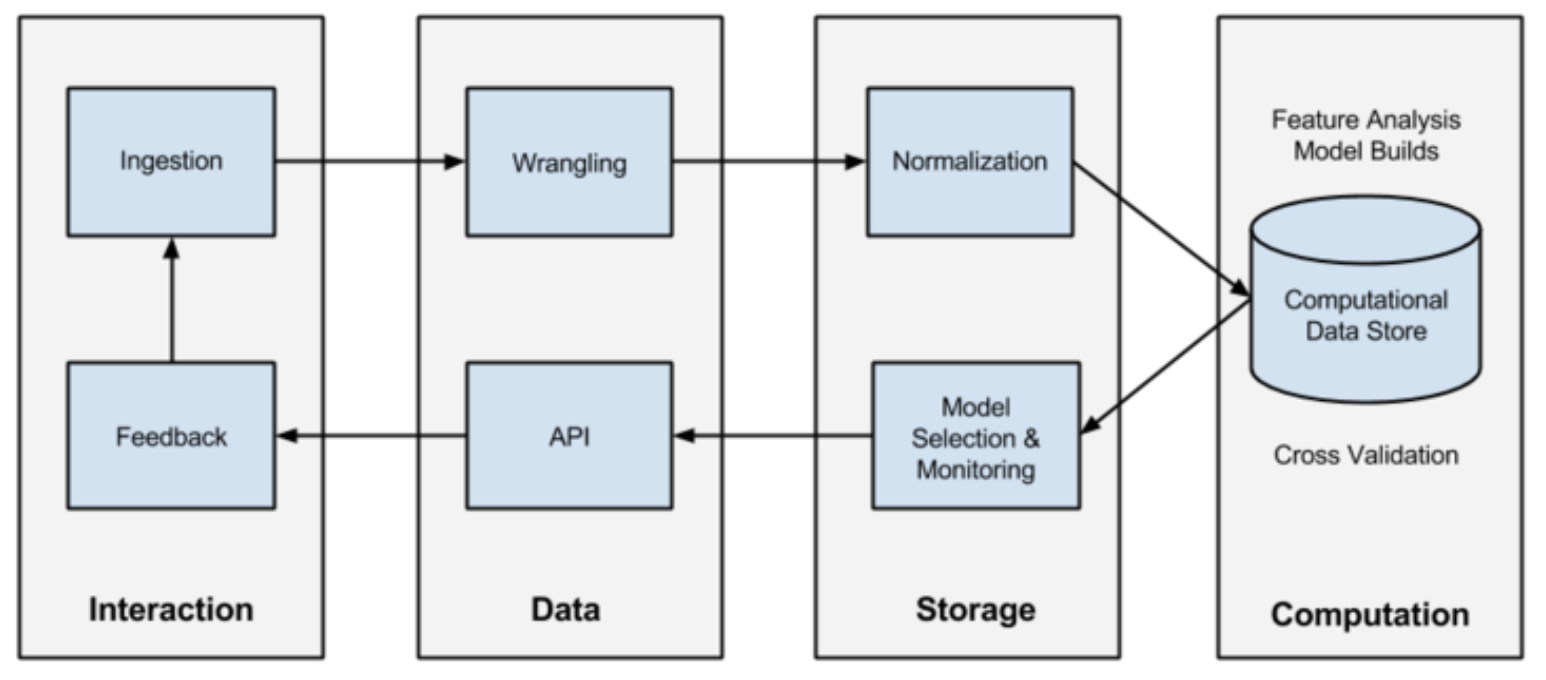 Ingestion
Wrangling
Normalization
Feature Analysis
Model Builds
Computational
Data Store
Feedback
API
Model
Selection &
Monitoring
Cross Validation
Interaction
Data
Storage
Computation